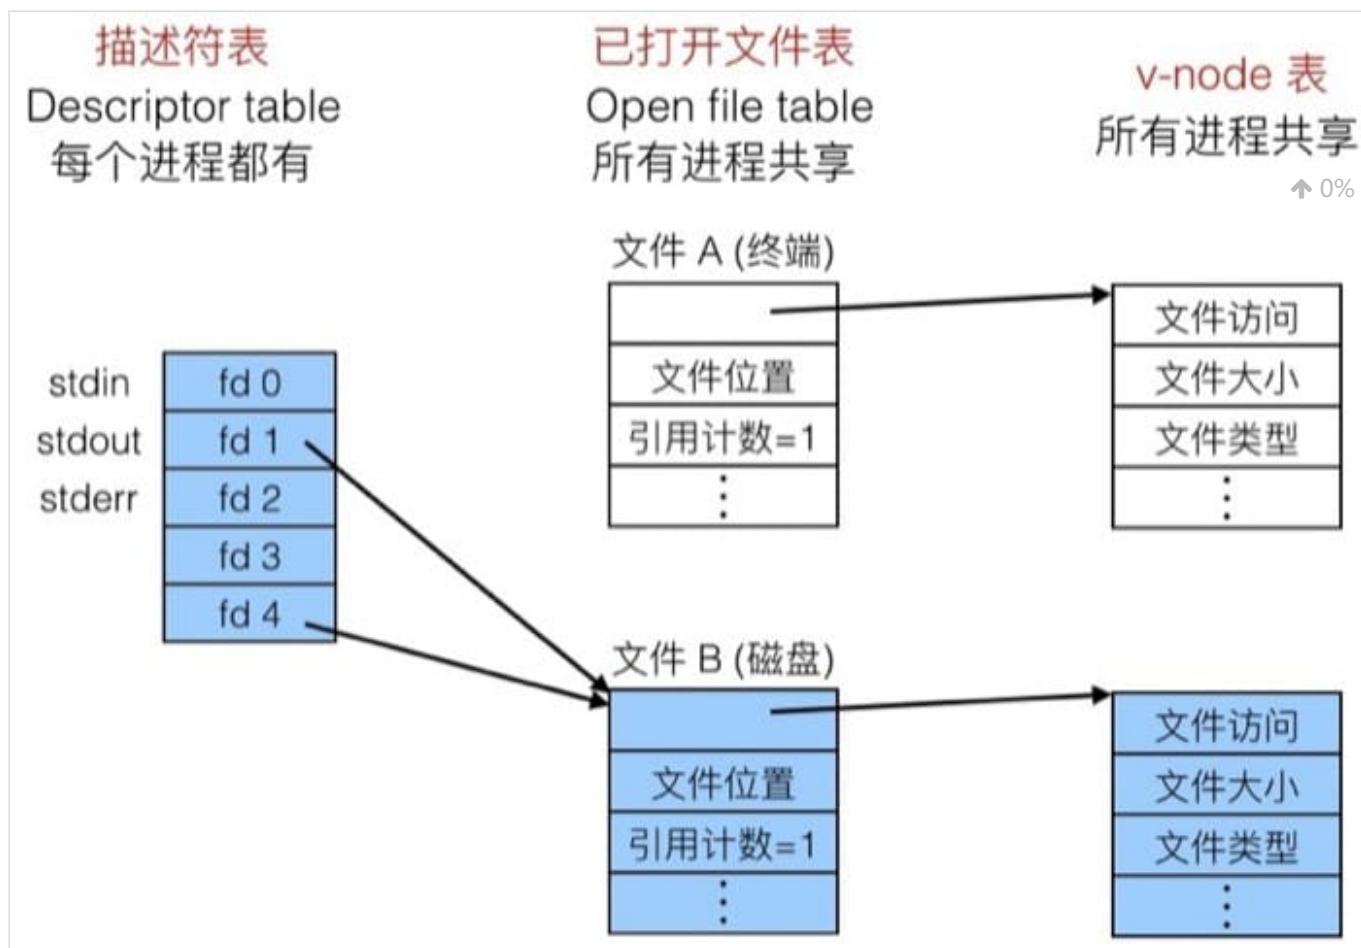 描述符表
Descriptor table
每个进程都有
已打开文件表
Open file table
所有进程共享
v-node 表
所有进程共享
0%
stdin
stdout
stderr
fd 0
fd 1
fd 2
fd 3
fd 4
文件 A (终端)
文件位置
引用计数=1
文件访问
文件大小
文件类型
文件 B (磁盘)
文件位置
引用计数=1
文件访问
文件大小
文件类型